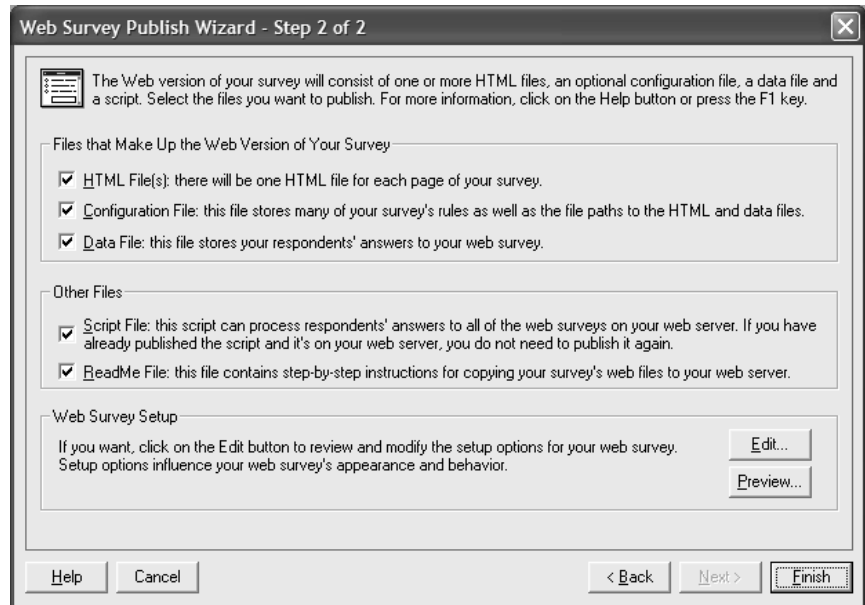 Web Survey Publish Wizard - Step 2 of 2
The Web version of your survey will consist of one or more HTML files, an optional configuration file, a data file and
a script. Select the files you want to publish. For more information, click on the Help button or press the F1 key.
Files that Make Up the Web Version of Your Survey
HTML File(s): there will be one HTML file for each page of your survey.
Configuration File: this file stores many of your survey's rules as well as the file paths to the HTML and data files.
Data File: this file stores your respondents' answers to your web survey.
Other Files
Script File: this script can process respondents' answers to all of the web surveys on your web server. If you have
already published the script and it's on your web server, you do not need to publish it again.
ReadMe File: this file contains step-by-step instructions for copying your survey's web files to your web server.
Web Survey Setup
If you want, click on the Edit button to review and modify the setup options for your web survey.
Setup options influence your web survey's appearance and behavior.
Edit...
Preview...
Help
Cancel
< Back
Next >
Finish